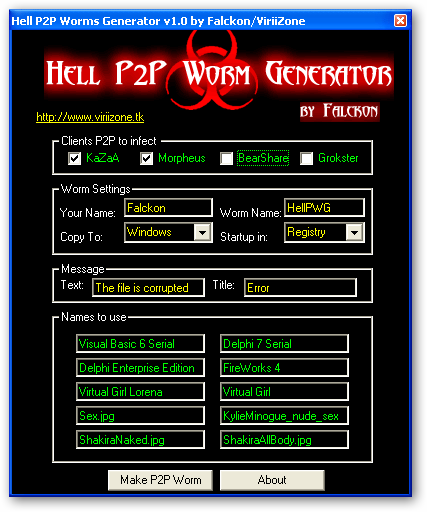 Hell P2P Worms Generator v1.0 by Falckon/ViriiZone
Hell P2P Worm Generator
by Falckon
http://www.viriizone.tk
Clients P2P to infect
KaZaA Morpheus BearShare Grokster
Worm Settings
Your Name: Falckon Worm Name: HellPWG
Copy To: Windows Startup in: Registry
Message
Text: The file is corrupted Title: Error
Names to use
Visual Basic 6 Serial Delphi 7 Serial
Delphi Enterprise Edition FireWorks 4
Virtual Girl Lorena Virtual Girl
Sex.jpg KylieMinogue_nude_sex
ShakiraNaked.jpg ShakiraAllBody.jpg
Make P2P Worm About